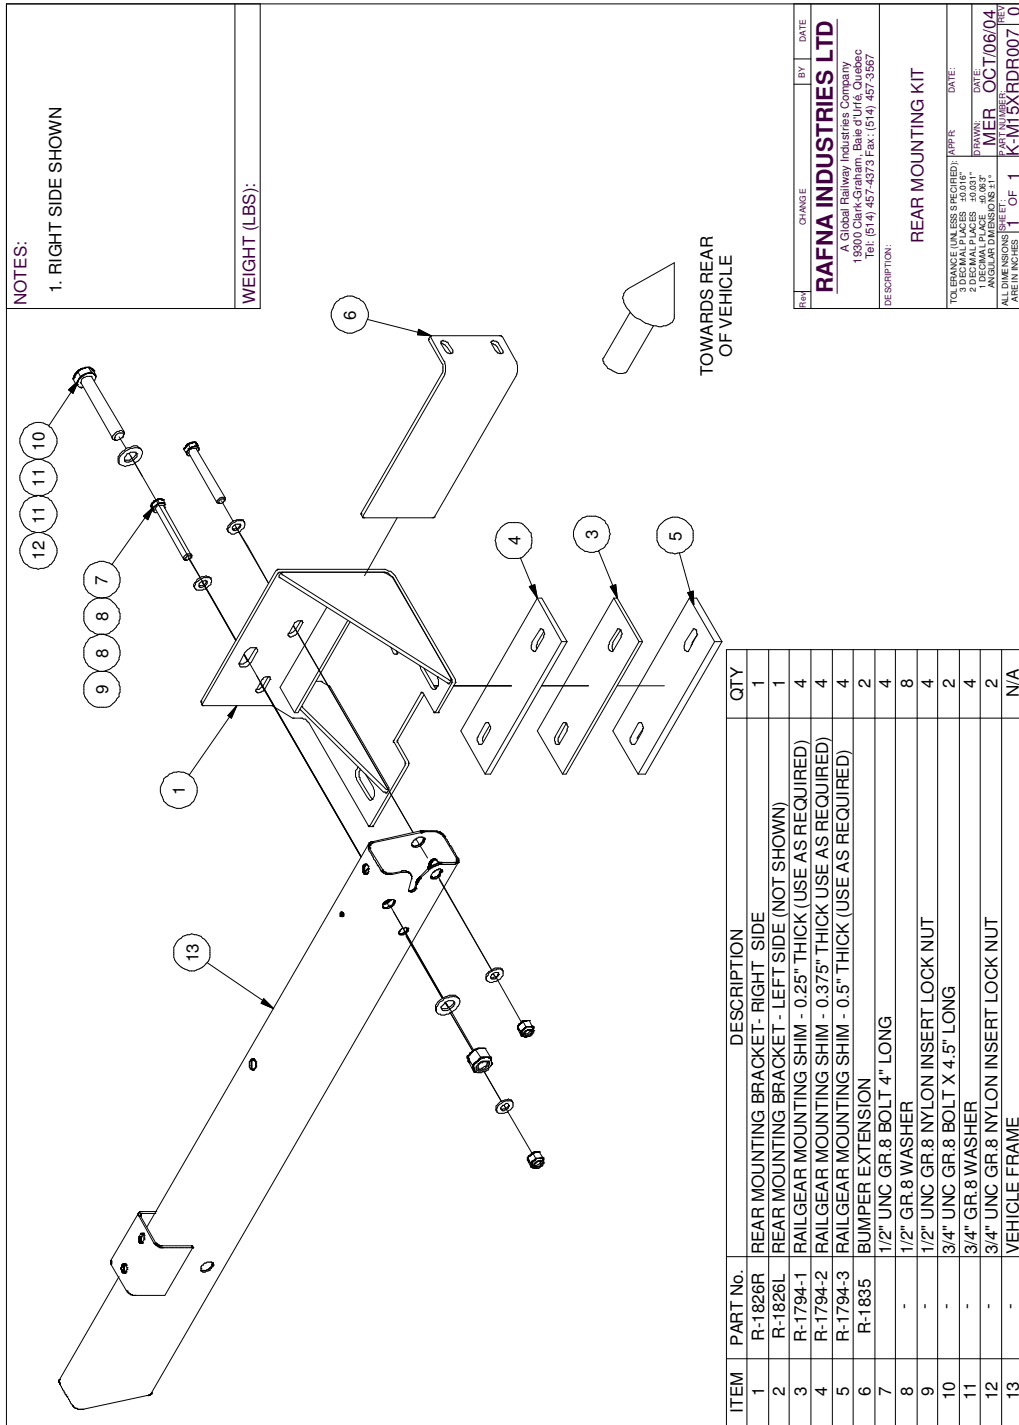 NOTES:
1. RIGHT SIDE SHOWN
WEIGHT (LBS):
12 11 11 10
9 8 8 7
1
13
6
4
3
5
TOWARDS REAR
OF VEHICLE
ITEM PART No. DESCRIPTION QTY
1 R-1826R REAR MOUNTING BRACKET- RIGHT SIDE 1
2 R-1826L REAR MOUNTING BRACKET - LEFT SIDE (NOT SHOWN) 1
3 R-1794-1 RAILGEAR MOUNTING SHIM - 0.25" THICK (USE AS REQUIRED) 4
4 R-1794-2 RAILGEAR MOUNTING SHIM - 0.375" THICK USE AS REQUIRED) 4
5 R-1794-3 RAILGEAR MOUNTING SHIM - 0.5" THICK (USE AS REQUIRED) 4
6 R-1835 BUMPER EXTENSION 2
7 1/2" UNC GR.8 BOLT 4" LONG 4
8 - 1/2" GR.8 WASHER 8
9 - 1/2" UNC GR.8 NYLON INSERT LOCK NUT 4
10 - 3/4" UNC GR.8 BOLT X 4.5" LONG 2
11 - 3/4" GR.8 WASHER 4
12 - 3/4" UNC GR.8 NYLON INSERT LOCK NUT 2
13 - VEHICLE FRAME N/A
Rev CHANGE BY DATE
RAFNA INDUSTRIES LTD
A Global Railway Industries Company
19300 Clark-Graham, Baie d'Urfé, Quebec
Tel: (514) 457-4373 Fax : (514) 457-3567
DESCRIPTION:
REAR MOUNTING KIT
TOLERANCE (UNLESS SPECIFIED):
3 DECIMAL PLACES ±0.016"
2 DECIMAL PLACES ±0.031"
1 DECIMAL PLACE ±0.063"
ANGULAR DIMENSIONS ±1°
APP'R: DATE:
DRAWN: MER DATE: OCT/06/04
ALL DIMENSIONS
ARE IN INCHES
SHEET: 1 OF 1
PART NUMBER: K-M15XRDR007
REV 0